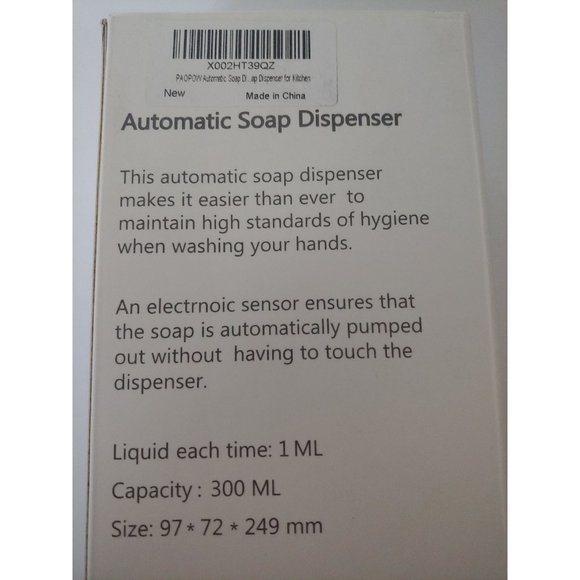 X002HT39QZ
PAOPOW Automatic Soap Di...ap Dispenser for Kitchen
New
Made in China
Automatic Soap Dispenser
This automatic soap dispenser
makes it easier than ever to
maintain high standards of hygiene
when washing your hands.
An electrnoic sensor ensures that
the soap is automatically pumped
out without having to touch the
dispenser.
Liquid each time: 1 ML
Capacity : 300 ML
Size: 97 * 72 * 249 mm